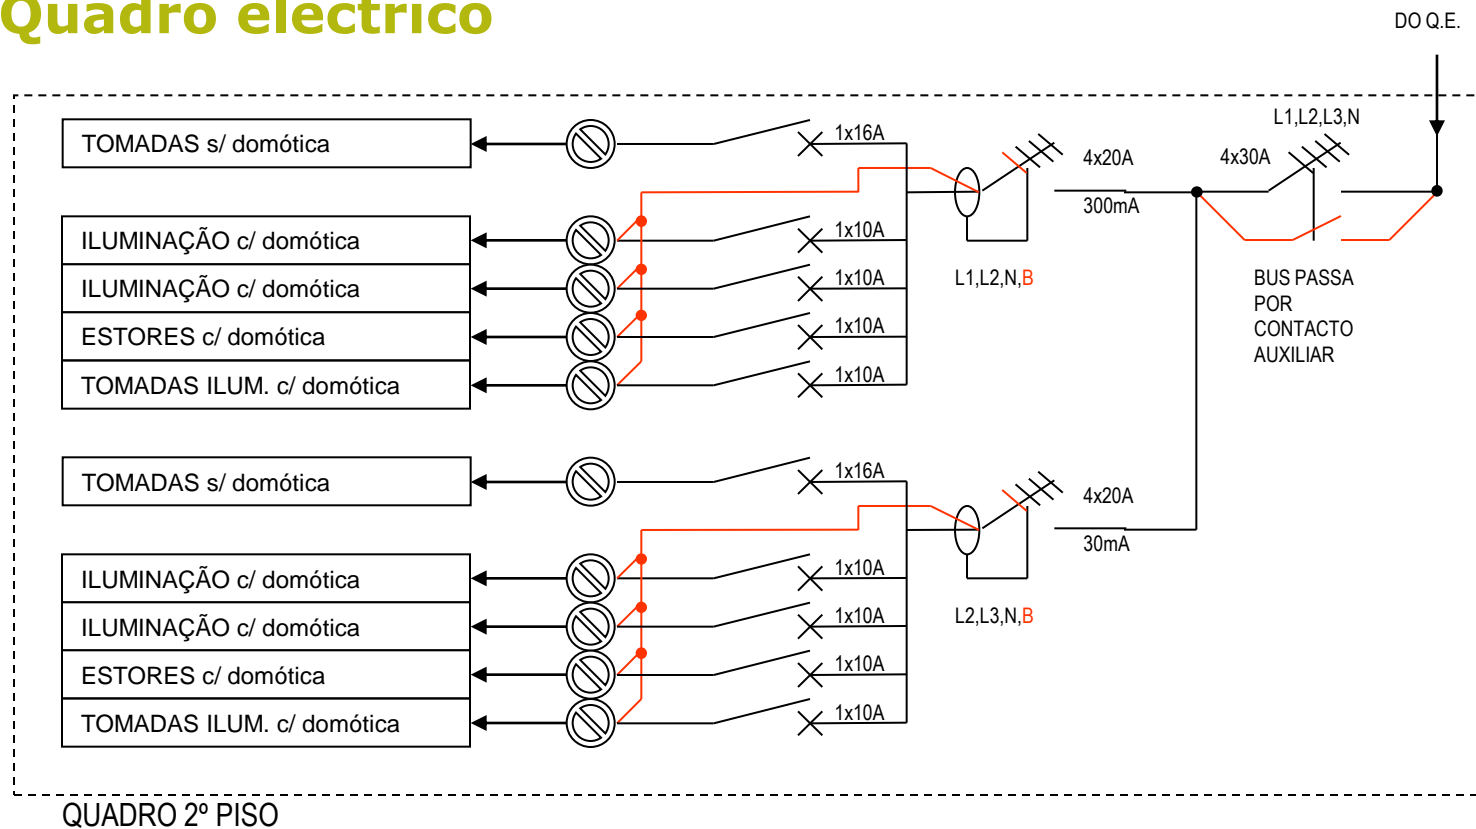 Quadro eléctrico
DO Q.E.
L1,L2,L3,N
TOMADAS s/ domótica
1x16A
4x20A
4x30A
300mA
ILUMINAÇÃO c/ domótica
1x10A
ILUMINAÇÃO c/ domótica
1x10A
L1,L2,N,B
BUS PASSA
POR
CONTACTO
AUXILIAR
ESTORES c/ domótica
1x10A
TOMADAS ILUM. c/ domótica
1x10A
TOMADAS s/ domótica
1x16A
4x20A
30mA
ILUMINAÇÃO c/ domótica
1x10A
ILUMINAÇÃO c/ domótica
1x10A
L2,L3,N,B
ESTORES c/ domótica
1x10A
TOMADAS ILUM. c/ domótica
1x10A
QUADRO 2º PISO